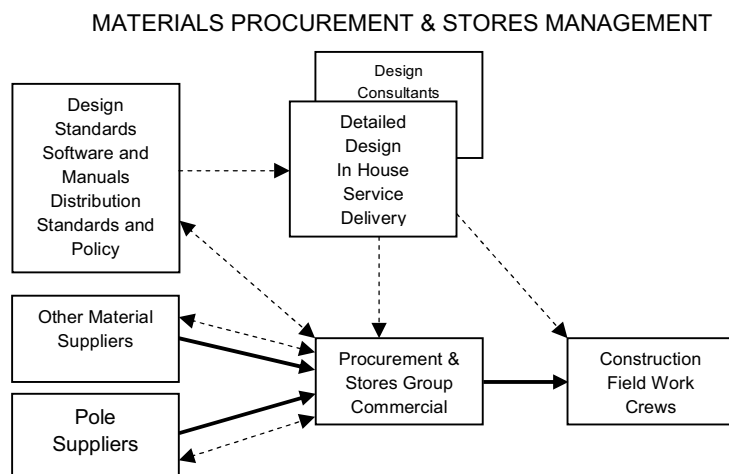 MATERIALS PROCUREMENT & STORES MANAGEMENT
Design
Consultants
Design
Standards
Software and
Manuals
Distribution
Standards and
Policy
Detailed
Design
In House
Service
Delivery
Other Material
Suppliers
Procurement &
Stores Group
Commercial
Construction
Field Work
Crews
Pole
Suppliers